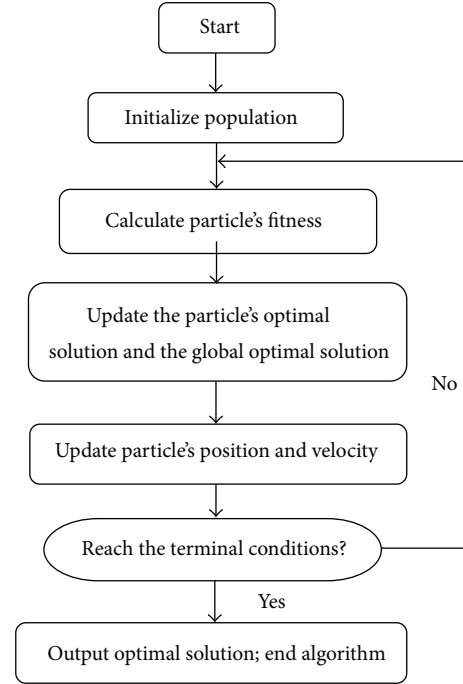 Start
Initialize population
Calculate particle's fitness
Update the particle's optimal
solution and the global optimal solution
No
Update particle's position and velocity
Reach the terminal conditions?
Yes
Output optimal solution; end algorithm